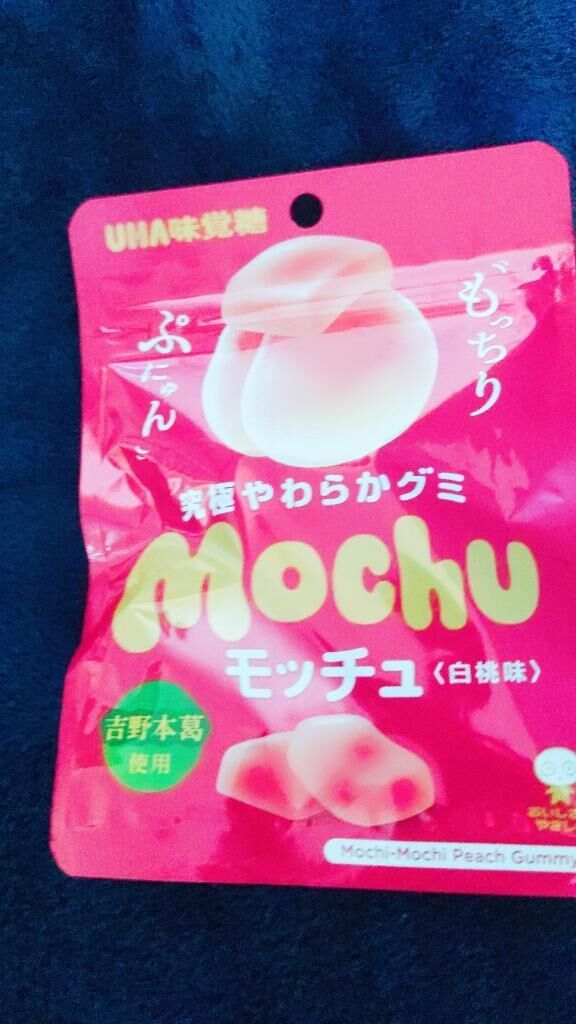 UHA味覚糖
もっちり
ぷにゅん
究極やわらかグミ
Mochu
モッチュ〈白桃味〉
吉野本葛
使用
Mochi-Mochi Peach Gummy